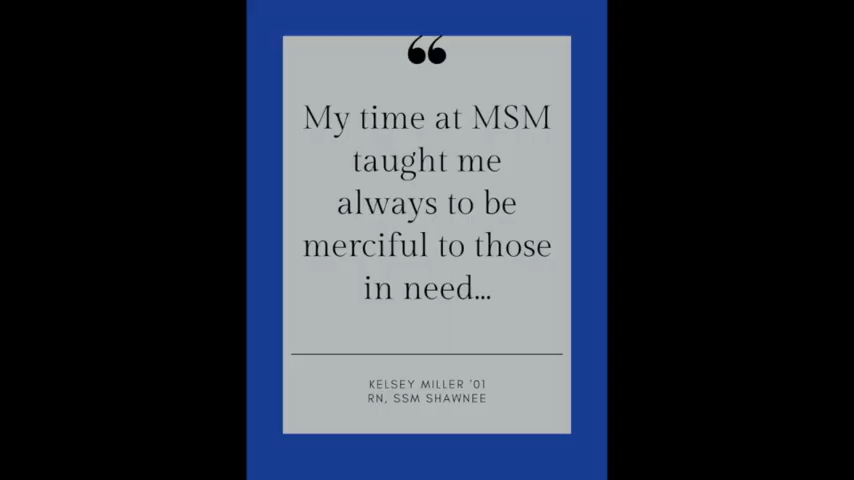 “
My time at MSM
taught me
always to be
merciful to those
in need...
KELSEY MILLER '01
RN, SSM SHAWNEE